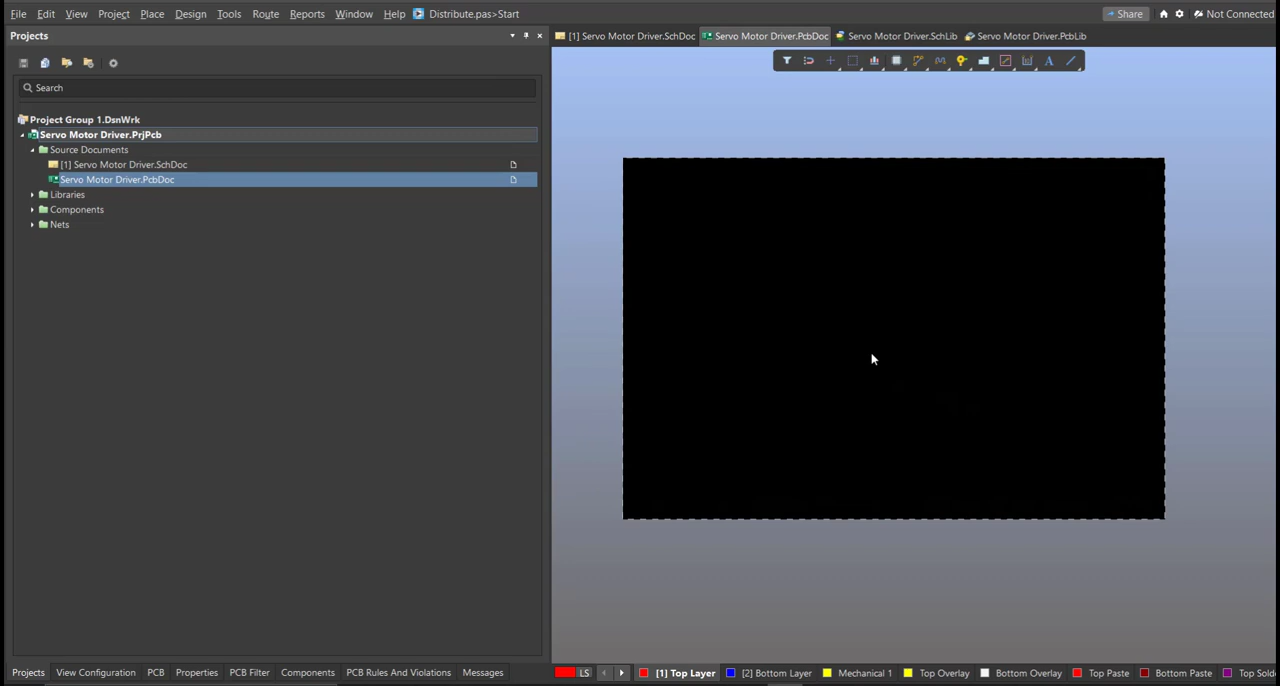 File Edit View Project Place Design Tools Route Reports Window Help Distribute.pas>Start Share Not Connected
Projects
[1] Servo Motor Driver.SchDoc Servo Motor Driver.PcbDoc Servo Motor Driver.SchLib Servo Motor Driver.PcbLib
A
Search
Project Group 1.DsnWrk
Servo Motor Driver.PrjPcb
Source Documents
[1] Servo Motor Driver.SchDoc
Servo Motor Driver.PcbDoc
Libraries
Components
Nets
Projects View Configuration PCB Properties PCB Filter Components PCB Rules And Violations Messages
LS [1] Top Layer [2] Bottom Layer Mechanical 1 Top Overlay Bottom Overlay Top Paste Bottom Paste Top Sold